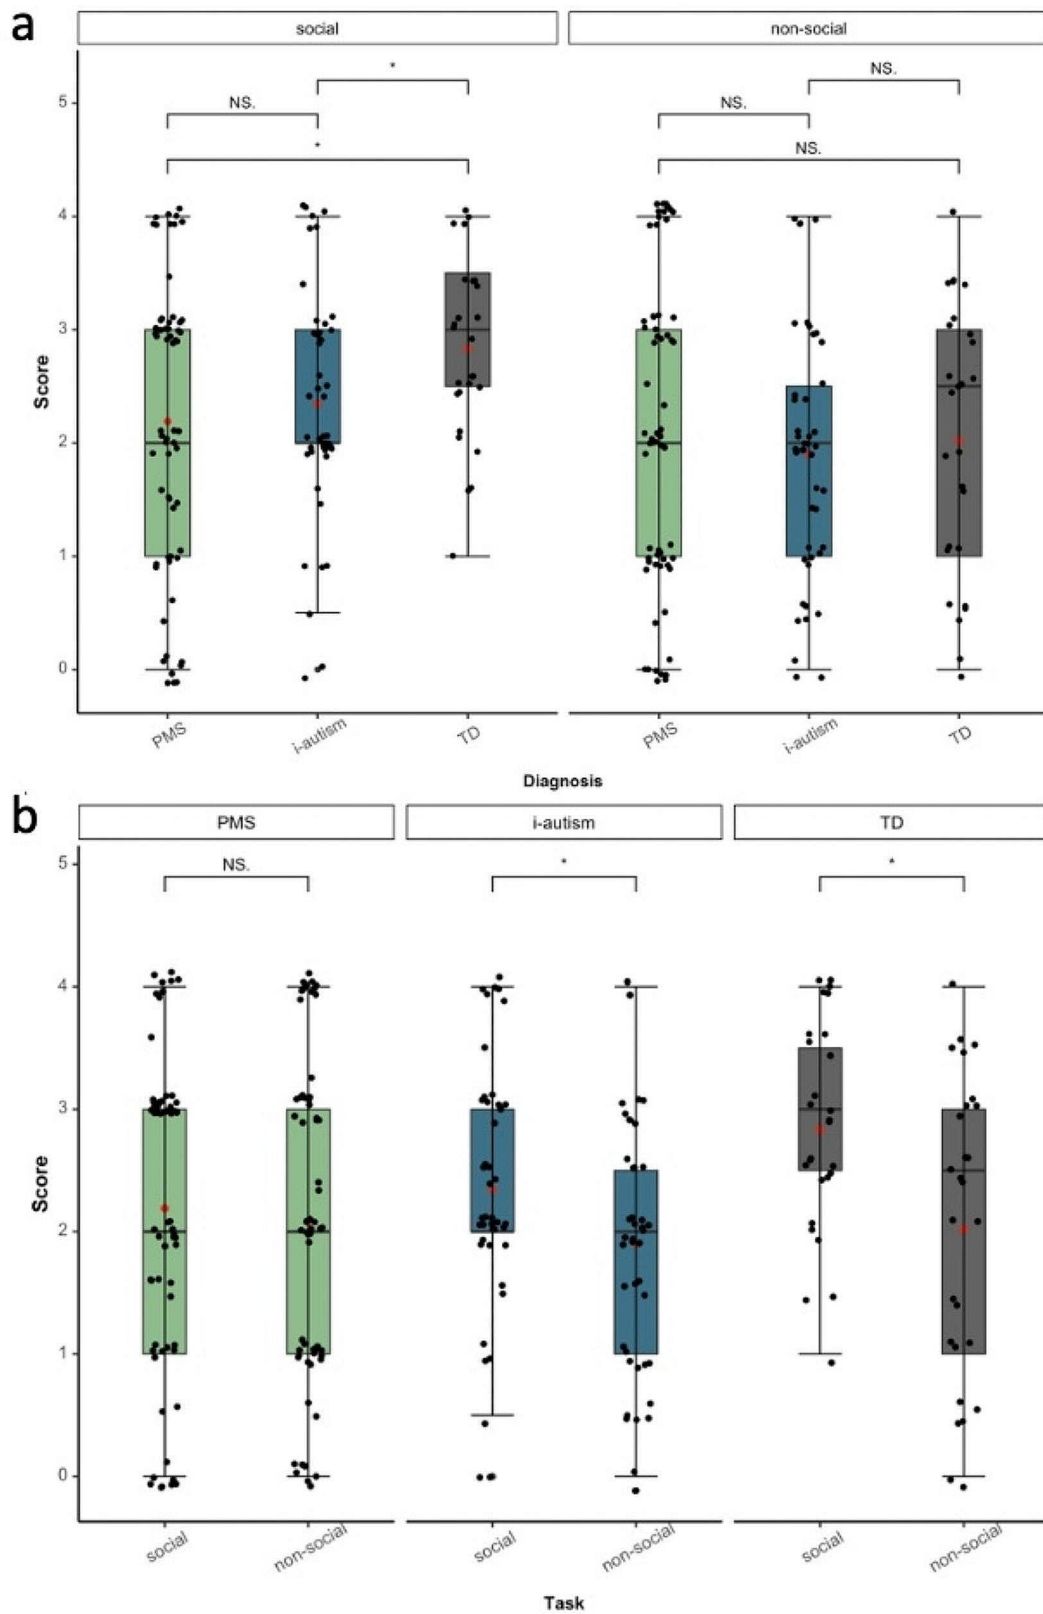 a
social non-social
* NS.
NS. NS.
* NS.
5
4
3
2
1
0
Score
PMS i-autism TD PMS i-autism TD
Diagnosis
b
PMS i-autism TD
NS. * *
5
4
3
2
1
0
Score
social non-social social non-social social non-social
Task